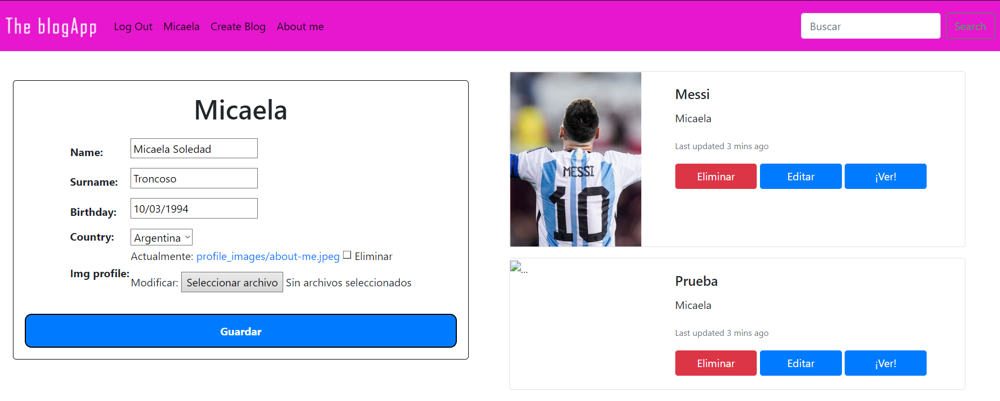 The blogApp Log Out Micaela Create Blog About me Buscar Search
Micaela
Name: Micaela Soledad
Surname: Troncoso
Birthday: 10/03/1994
Country: Argentina
Actualmente: profile_images/about-me.jpeg Eliminar
Img profile:
Modificar: Seleccionar archivo Sin archivos seleccionados
Guardar
MESSI
10
Messi
Micaela
Last updated 3 mins ago
Eliminar Editar ¡Ver!
...
Prueba
Micaela
Last updated 3 mins ago
Eliminar Editar ¡Ver!